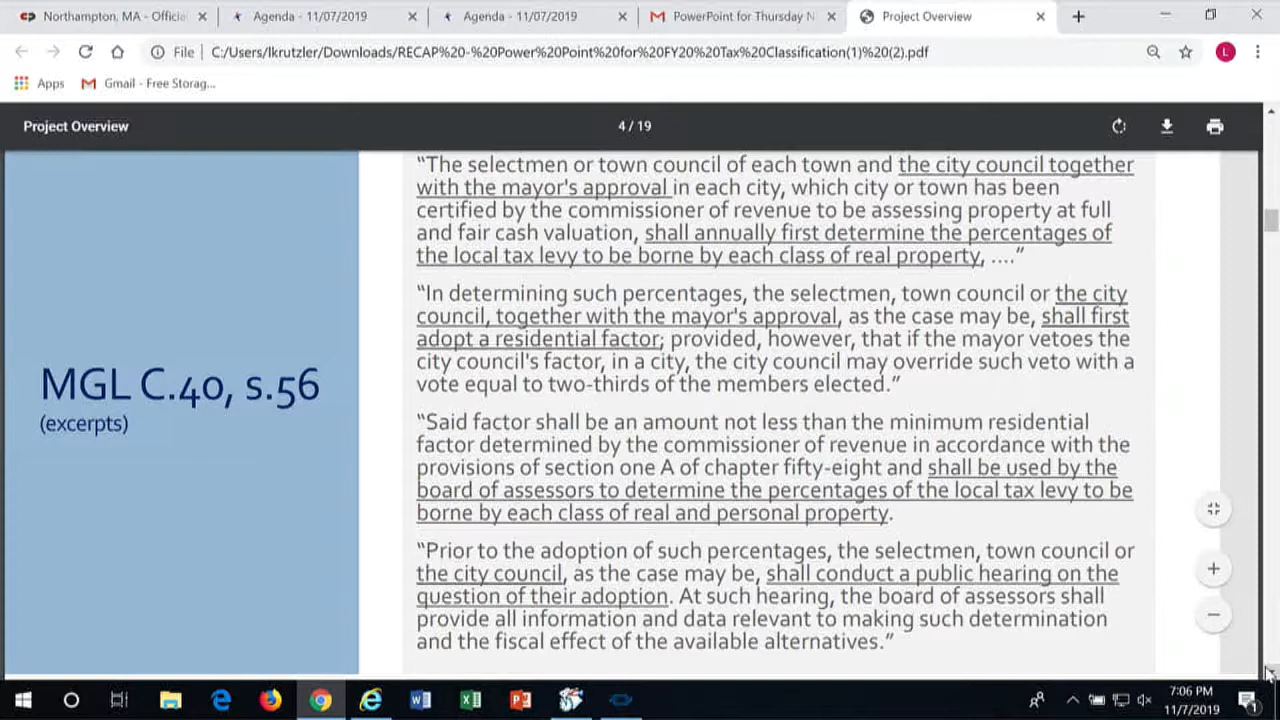 Northampton, MA - Officia
Agenda - 11/07/2019
Agenda - 11/07/2019
PowerPoint for Thursday N
Project Overview
File
C:/Users/lkrutzler/Downloads/RECAP%20-%20Power%20Point%20for%20FY20%20Tax%20Classification(1)%20(2).pdf
L
Apps
Gmail - Free Storag...
Project Overview
4 / 19
MGL C.40, s.56
(excerpts)
“The selectmen or town council of each town and the city council together
with the mayor's approval in each city, which city or town has been
certified by the commissioner of revenue to be assessing property at full
and fair cash valuation, shall annually first determine the percentages of
the local tax levy to be borne by each class of real property, ....”
“In determining such percentages, the selectmen, town council or the city
council, together with the mayor's approval, as the case may be, shall first
adopt a residential factor; provided, however, that if the mayor vetoes the
city council's factor, in a city, the city council may override such veto with a
vote equal to two-thirds of the members elected.”
“Said factor shall be an amount not less than the minimum residential
factor determined by the commissioner of revenue in accordance with the
provisions of section one A of chapter fifty-eight and shall be used by the
board of assessors to determine the percentages of the local tax levy to be
borne by each class of real and personal property.
“Prior to the adoption of such percentages, the selectmen, town council or
the city council, as the case may be, shall conduct a public hearing on the
question of their adoption. At such hearing, the board of assessors shall
provide all information and data relevant to making such determination
and the fiscal effect of the available alternatives.”
7:06 PM
11/7/2019
1